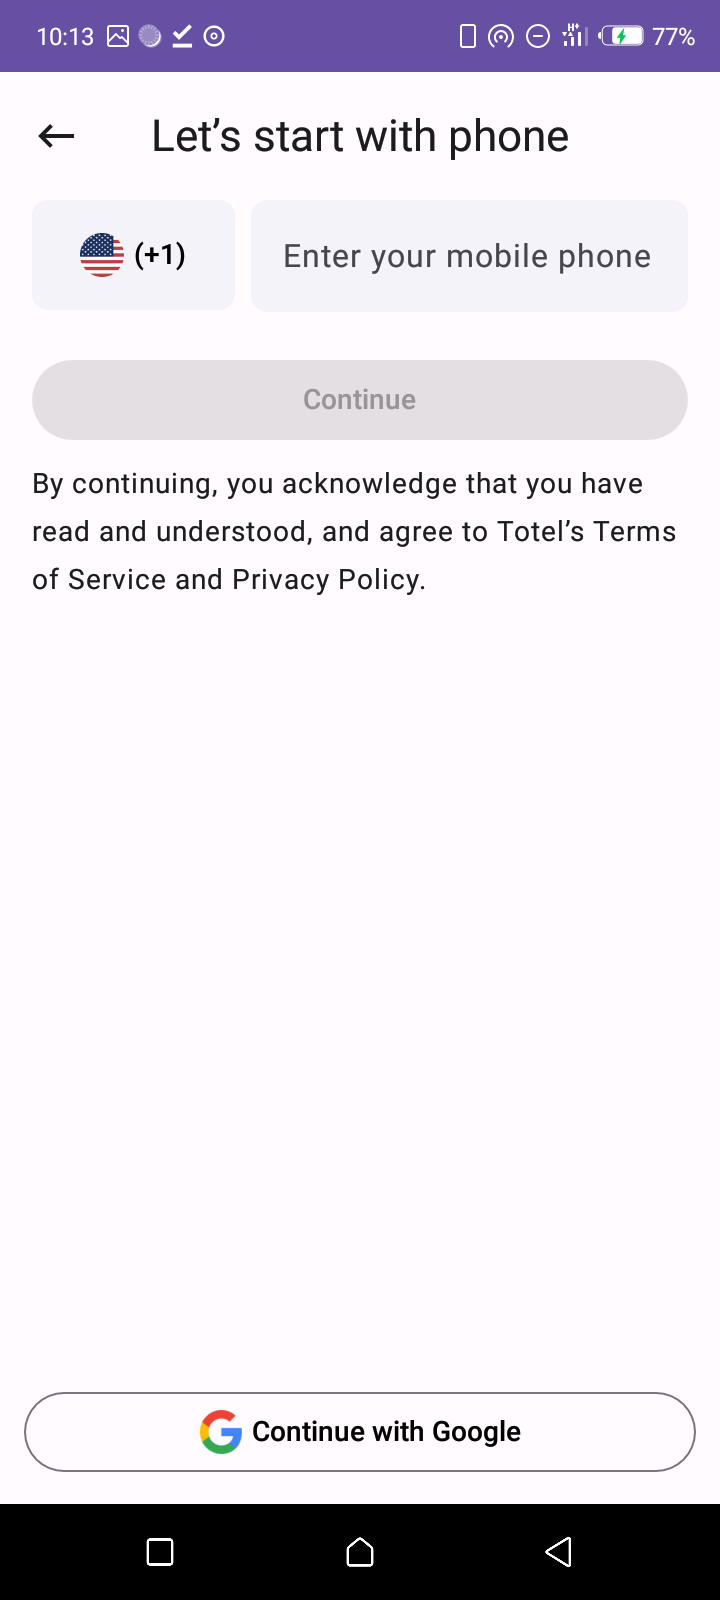 10:13
77%
Let’s start with phone
(+1)
Enter your mobile phone
Continue
By continuing, you acknowledge that you have
read and understood, and agree to Totel’s Terms
of Service and Privacy Policy.
Continue with Google